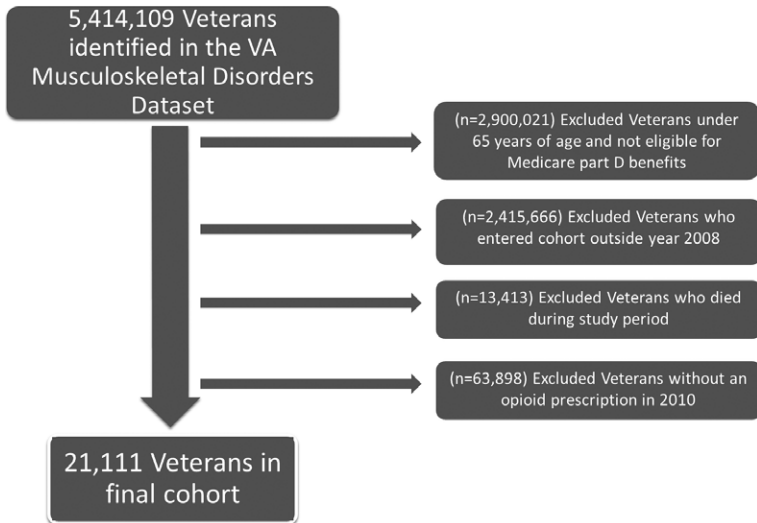 5,414,109 Veterans
identified in the VA
Musculoskeletal Disorders
Dataset
(n=2,900,021) Excluded Veterans under
65 years of age and not eligible for
Medicare part D benefits
(n=2,415,666) Excluded Veterans who
entered cohort outside year 2008
(n=13,413) Excluded Veterans who died
during study period
(n=63,898) Excluded Veterans without an
opioid prescription in 2010
21,111 Veterans in
final cohort